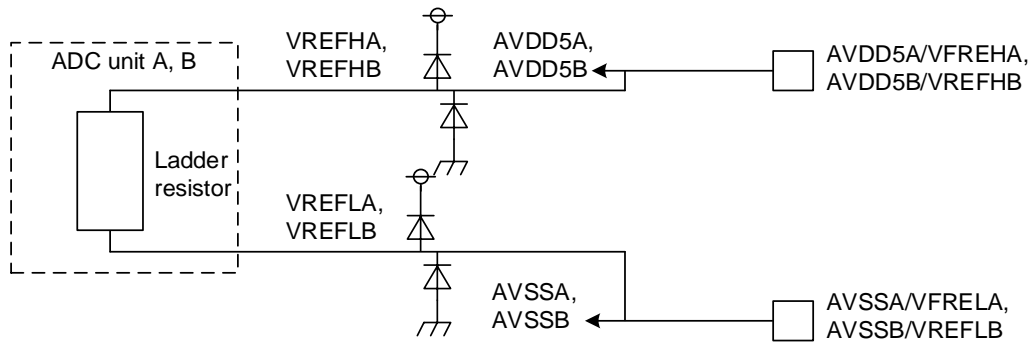 ADC unit A, B
Ladder
resistor
VREFHA,
VREFHB
AVDD5A,
AVDD5B
AVDD5A/VFREHA,
AVDD5B/VREFHB
VREFLA,
VREFLB
AVSSA,
AVSSB
AVSSA/VFRELA,
AVSSB/VREFLB